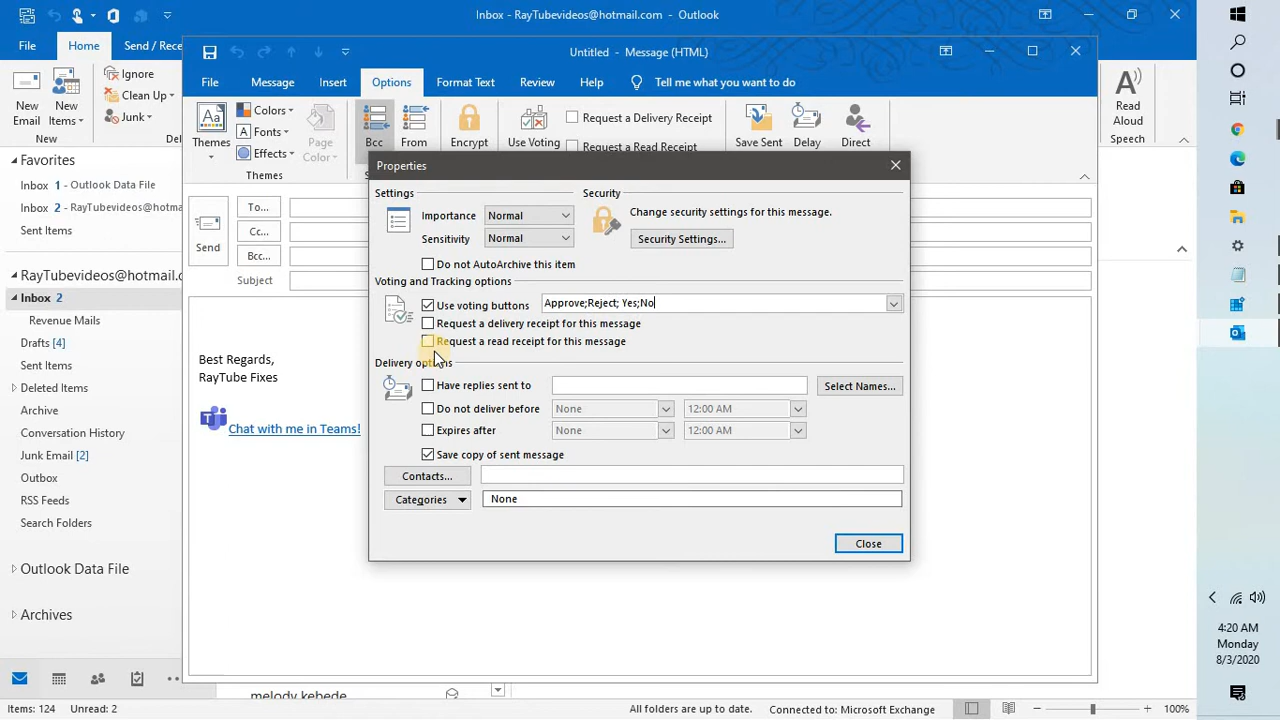 Inbox - RayTubevideos@hotmail.com - Outlook
File
Home
Send / Rece
New
Email
New
Items
Ignore
Clean Up
Junk
New
Del
Read
Aloud
Speech
Untitled - Message (HTML)
File
Message
Insert
Options
Format Text
Review
Help
Tell me what you want to do
Aa
Themes
Colors
Fonts
Effects
Page
Color
Themes
Bcc
From
Encrypt
Use Voting
Request a Delivery Receipt
Request a Read Receipt
Save Sent
Delay
Direct
Send
To...
Cc...
Bcc...
Subject
Best Regards,
RayTube Fixes
Chat with me in Teams!
Properties
Settings
Importance
Normal
Sensitivity
Normal
Do not AutoArchive this item
Security
Change security settings for this message.
Security Settings...
Voting and Tracking options
Use voting buttons
Approve;Reject; Yes;No
Request a delivery receipt for this message
Request a read receipt for this message
Delivery options
Have replies sent to
Select Names...
Do not deliver before
None
12:00 AM
Expires after
None
12:00 AM
Save copy of sent message
Contacts...
Categories
None
Close
Favorites
Inbox 1 - Outlook Data File
Inbox 2 - RayTubevideos@hotma
Sent Items
RayTubevideos@hotmail.c
Inbox 2
Revenue Mails
Drafts [4]
Sent Items
Deleted Items
Archive
Conversation History
Junk Email [2]
Outbox
RSS Feeds
Search Folders
Outlook Data File
Archives
melody kebede
Items: 124
Unread: 2
All folders are up to date.
Connected to: Microsoft Exchange
100%
4:20 AM
Monday
8/3/2020